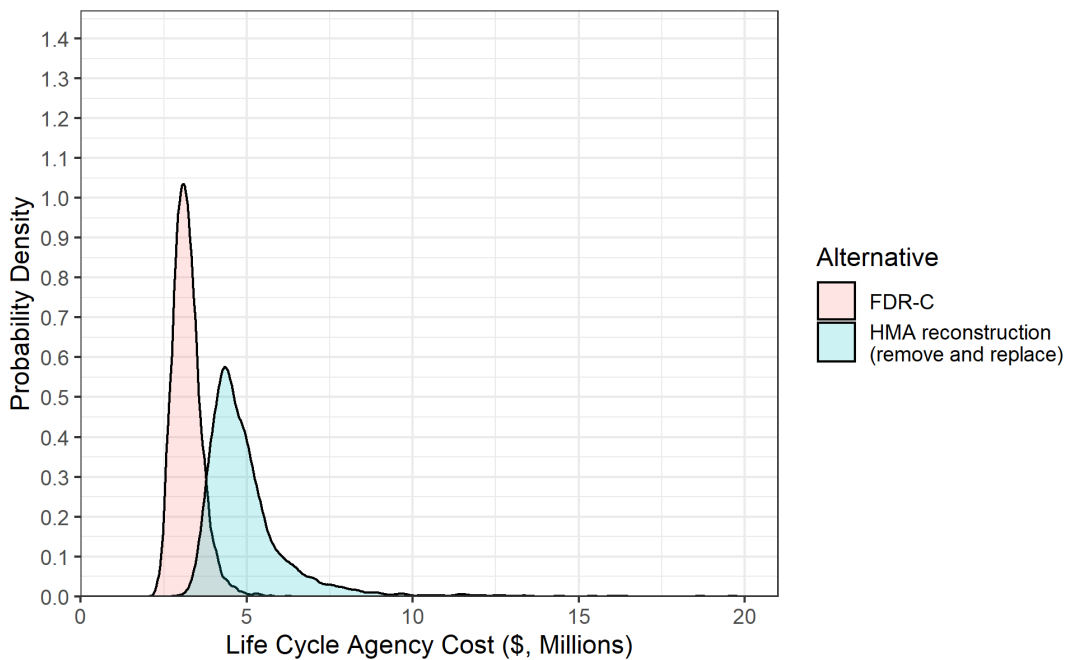 1.4
1.3
1.2
1.1
1.0
0.9
0.8
0.7
0.6
0.5
0.4
0.3
0.2
0.1
0.0
Probability Density
0 5 10 15 20
Life Cycle Agency Cost ($, Millions)
Alternative
FDR-C
HMA reconstruction
(remove and replace)